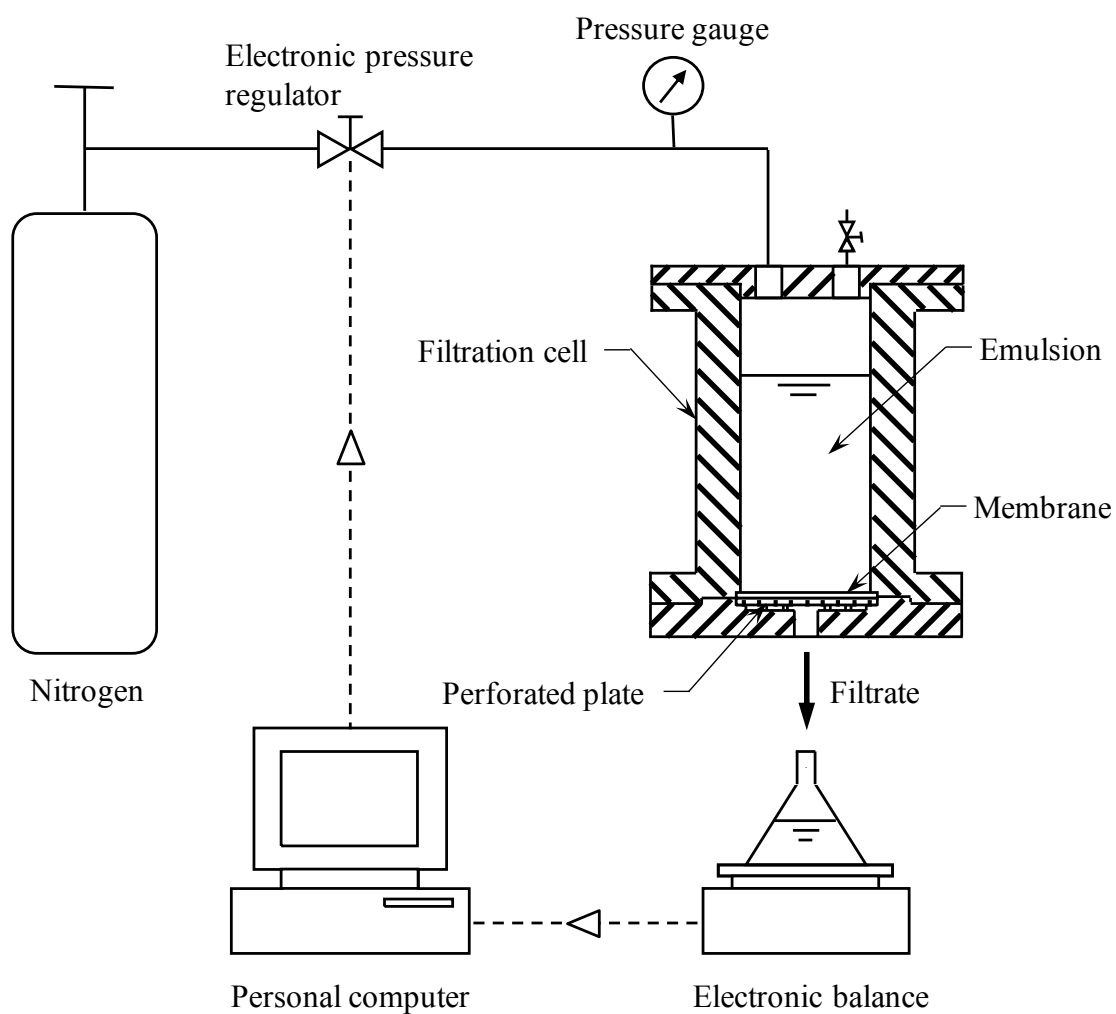 Pressure gauge
Electronic pressure
regulator
Filtration cell
Emulsion
Membrane
Nitrogen
Perforated plate
Filtrate
Personal computer
Electronic balance